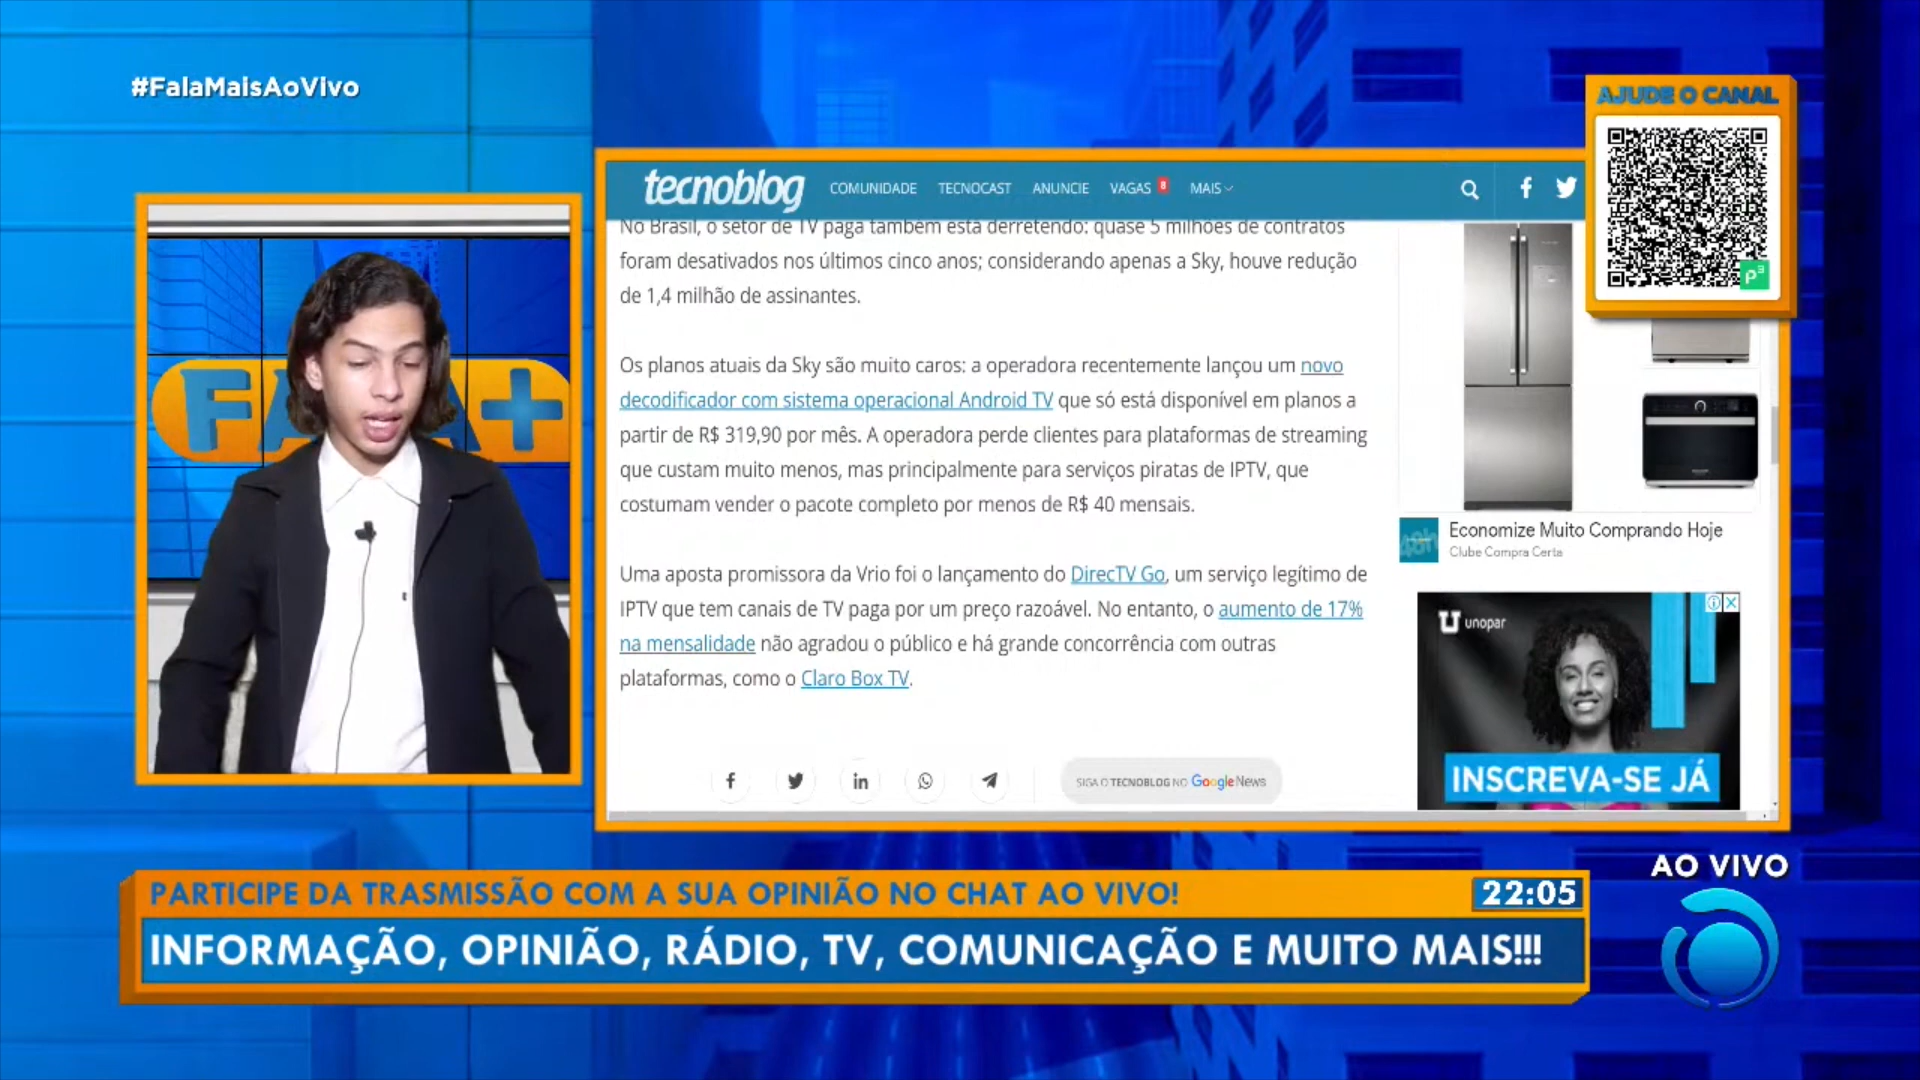 #FalaMaisAoVivo
AJUDE O CANAL
tecnoblog
COMUNIDADE TECNOCAST ANUNCIE VAGAS 8 MAIS
No Brasil, o setor de TV paga também está derretendo: quase 5 milhões de contratos
foram desativados nos últimos cinco anos; considerando apenas a Sky, houve redução
de 1,4 milhão de assinantes.
Os planos atuais da Sky são muito caros: a operadora recentemente lançou um novo
decodificador com sistema operacional Android TV que só está disponível em planos a
partir de R$ 319,90 por mês. A operadora perde clientes para plataformas de streaming
que custam muito menos, mas principalmente para serviços piratas de IPTV, que
costumam vender o pacote completo por menos de R$ 40 mensais.
Uma aposta promissora da Vrio foi o lançamento do DirecTV Go, um serviço legítimo de
IPTV que tem canais de TV paga por um preço razoável. No entanto, o aumento de 17%
na mensalidade não agradou o público e há grande concorrência com outras
plataformas, como o Claro Box TV.
SIGA O TECNOBLOG NO Google News
48h
Economize Muito Comprando Hoje
Clube Compra Certa
unopar
INSCREVA-SE JÁ
FALA+
PARTICIPE DA TRASMISSÃO COM A SUA OPINIÃO NO CHAT AO VIVO!
22:05
INFORMAÇÃO, OPINIÃO, RÁDIO, TV, COMUNICAÇÃO E MUITO MAIS!!!
AO VIVO